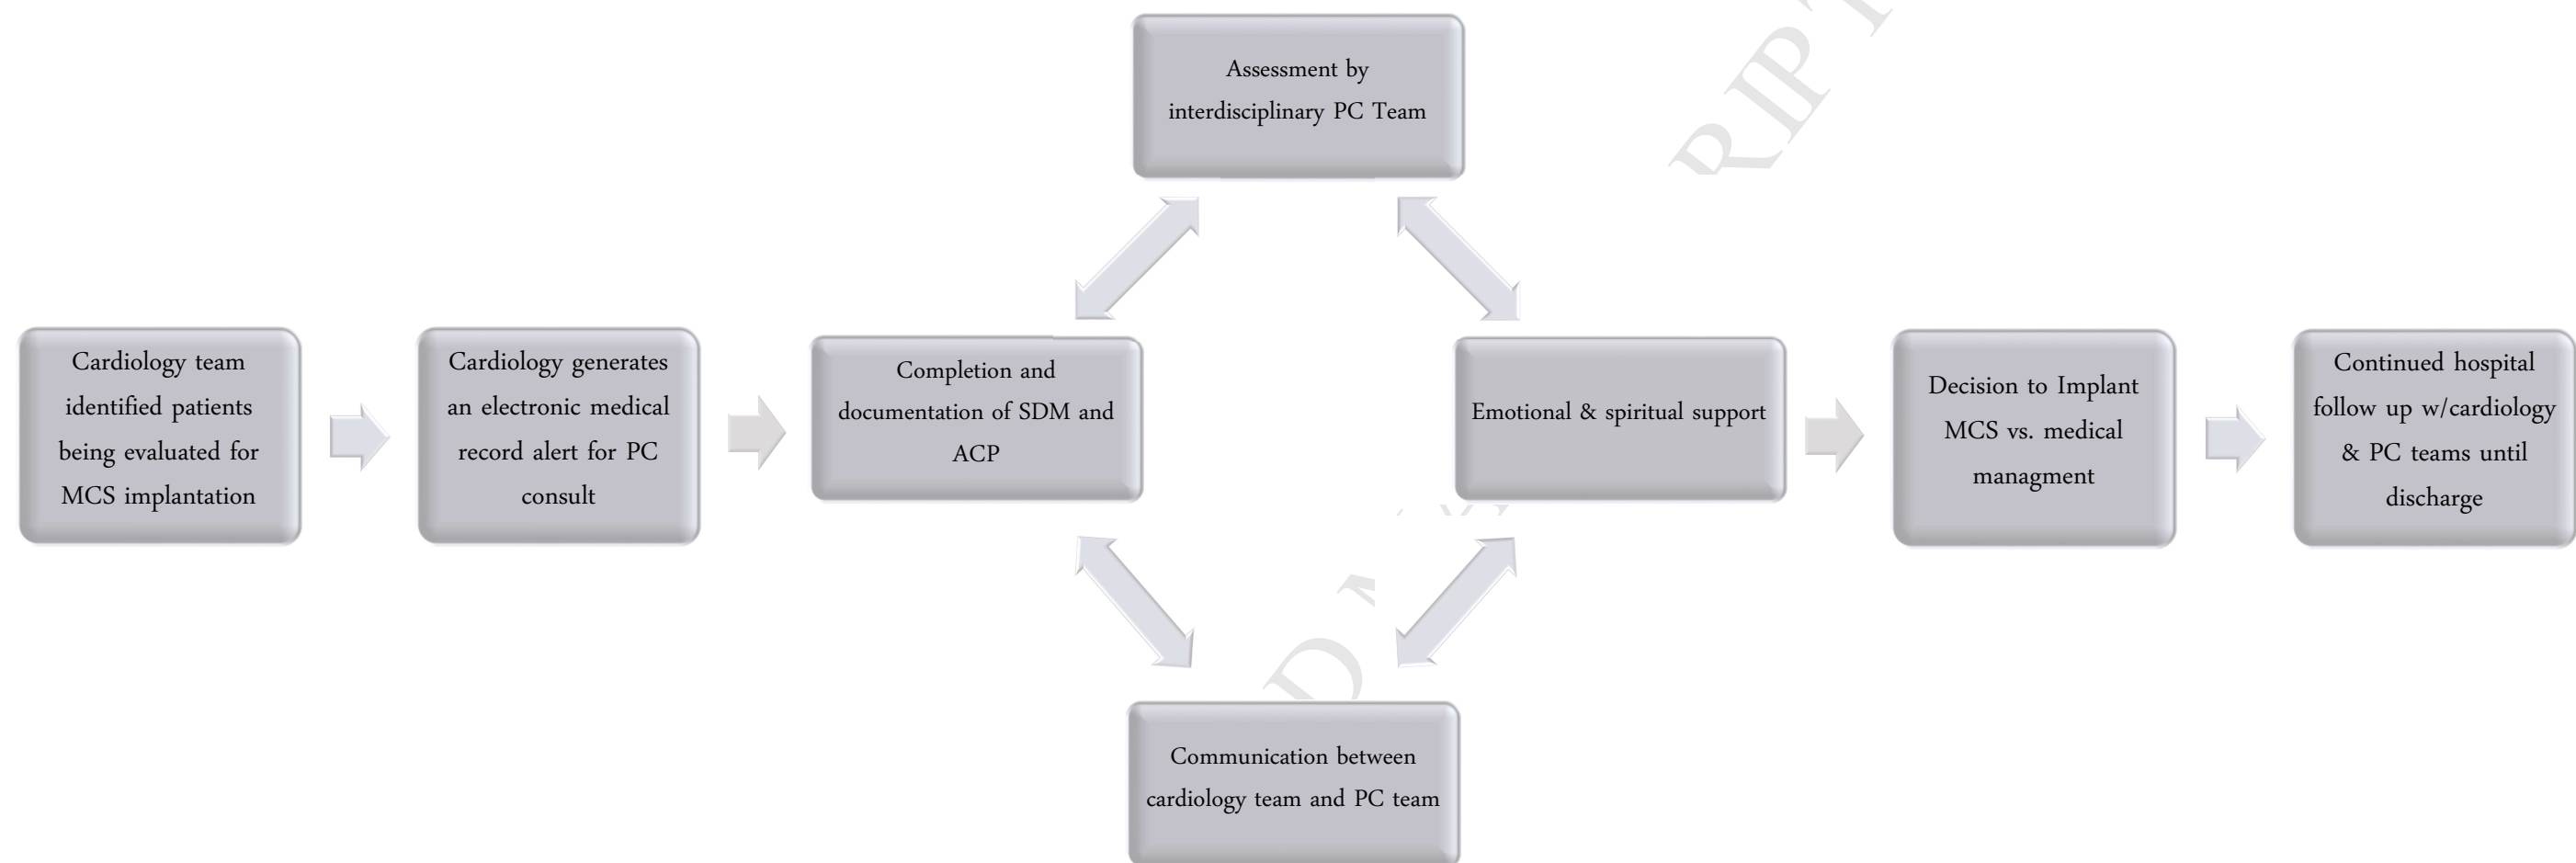 Assessment by
interdisciplinary PC Team
Cardiology team
identified patients
being evaluated for
MCS implantation
Cardiology generates
an electronic medical
record alert for PC
consult
Completion and
documentation of SDM and
ACP
Emotional & spiritual support
Decision to Implant
MCS vs. medical
managment
Continued hospital
follow up w/cardiology
& PC teams until
discharge
Communication between
cardiology team and PC team